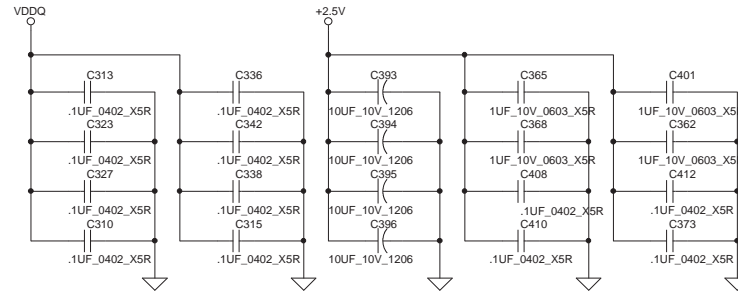 VDDQ +2.5V
C313 C336 C393 C365 C401
.1UF_0402_X5R .1UF_0402_X5R 10UF_10V_1206 1UF_10V_0603_X5R 1UF_10V_0603_X5
C323 C342 C394 C368 C362
.1UF_0402_X5R .1UF_0402_X5R 10UF_10V_1206 1UF_10V_0603_X5R 1UF_10V_0603_X5
C327 C338 C395 C408 C412
.1UF_0402_X5R .1UF_0402_X5R 10UF_10V_1206 .1UF_0402_X5R .1UF_0402_X5R
C310 C315 C396 C410 C373
.1UF_0402_X5R .1UF_0402_X5R 10UF_10V_1206 .1UF_0402_X5R .1UF_0402_X5R